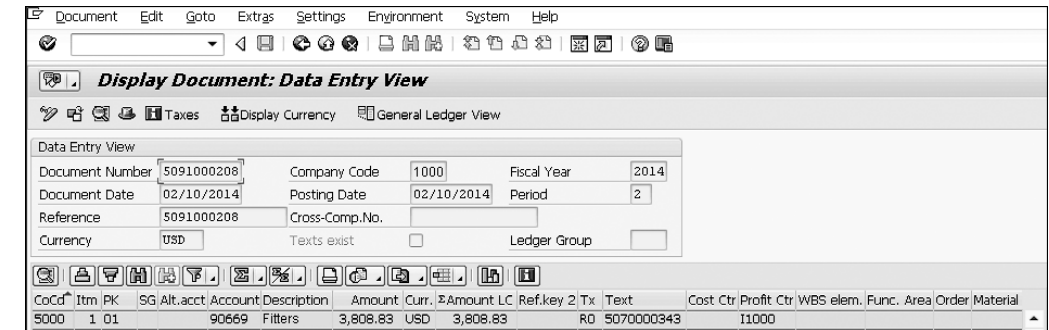 Document Edit Goto Extras Settings Environment System Help
Display Document: Data Entry View
Taxes Display Currency General Ledger View
Data Entry View
Document Number 5091000208 Company Code 1000 Fiscal Year 2014
Document Date 02/10/2014 Posting Date 02/10/2014 Period 2
Reference 5091000208 Cross-Comp.No.
Currency USD Texts exist Ledger Group
CoCd Itm PK SG Alt.acct Account Description Amount Curr. ΣAmount LC Ref.key 2 Tx Text Cost Ctr Profit Ctr WBS elem. Func. Area Order Material
5000 1 01 90669 Fitters 3,808.83 USD 3,808.83 R0 5070000343 I1000